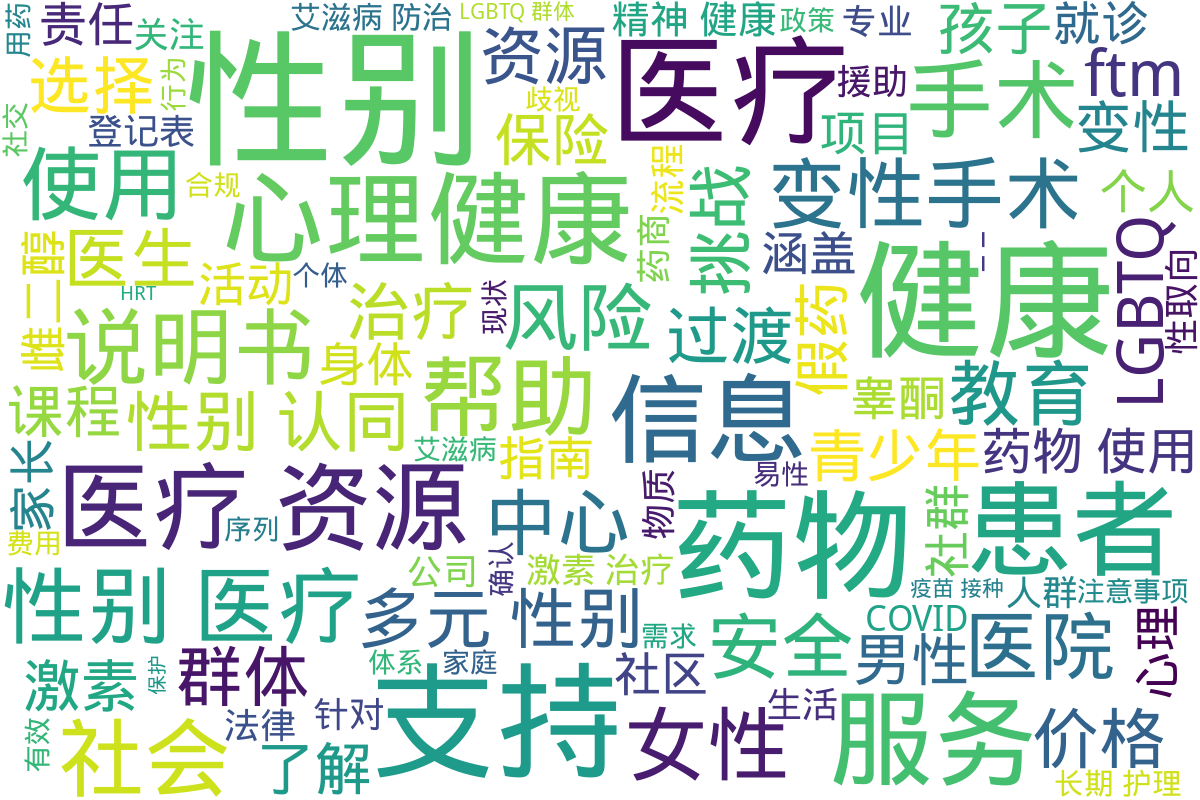 用药
责任
关注
艾滋病 防治
LGBTQ 群体
精神 健康
政策
专业
孩子
就诊
选择
行为
性别
资源
歧视
医疗
援助
手术
ftm
社交
登记表
保险
项目
变性
使用
合规
心理健康
流程
挑战
变性手术
个人
雌二醇
医生
活动
个体
药商
涵盖
健康
LGBTQ
性取向
HRT
说明书
治疗
现状
风险
过渡
假药
身体
帮助
信息
睾酮
教育
课程
性别 认同
艾滋病
指南
青少年
药物 使用
家长
医疗 资源
序列
中心
物质
易性
药物
社群
患者
费用
确认
公司
激素 治疗
疫苗 接种
人群
注意事项
性别 医疗
多元 性别
需求
安全
COVID
男性
医院
心理
激素
保护
群体
体系
家庭
社区
生活
有效
社会
法律
针对
了解
支持
女性
服务
价格
长期 护理